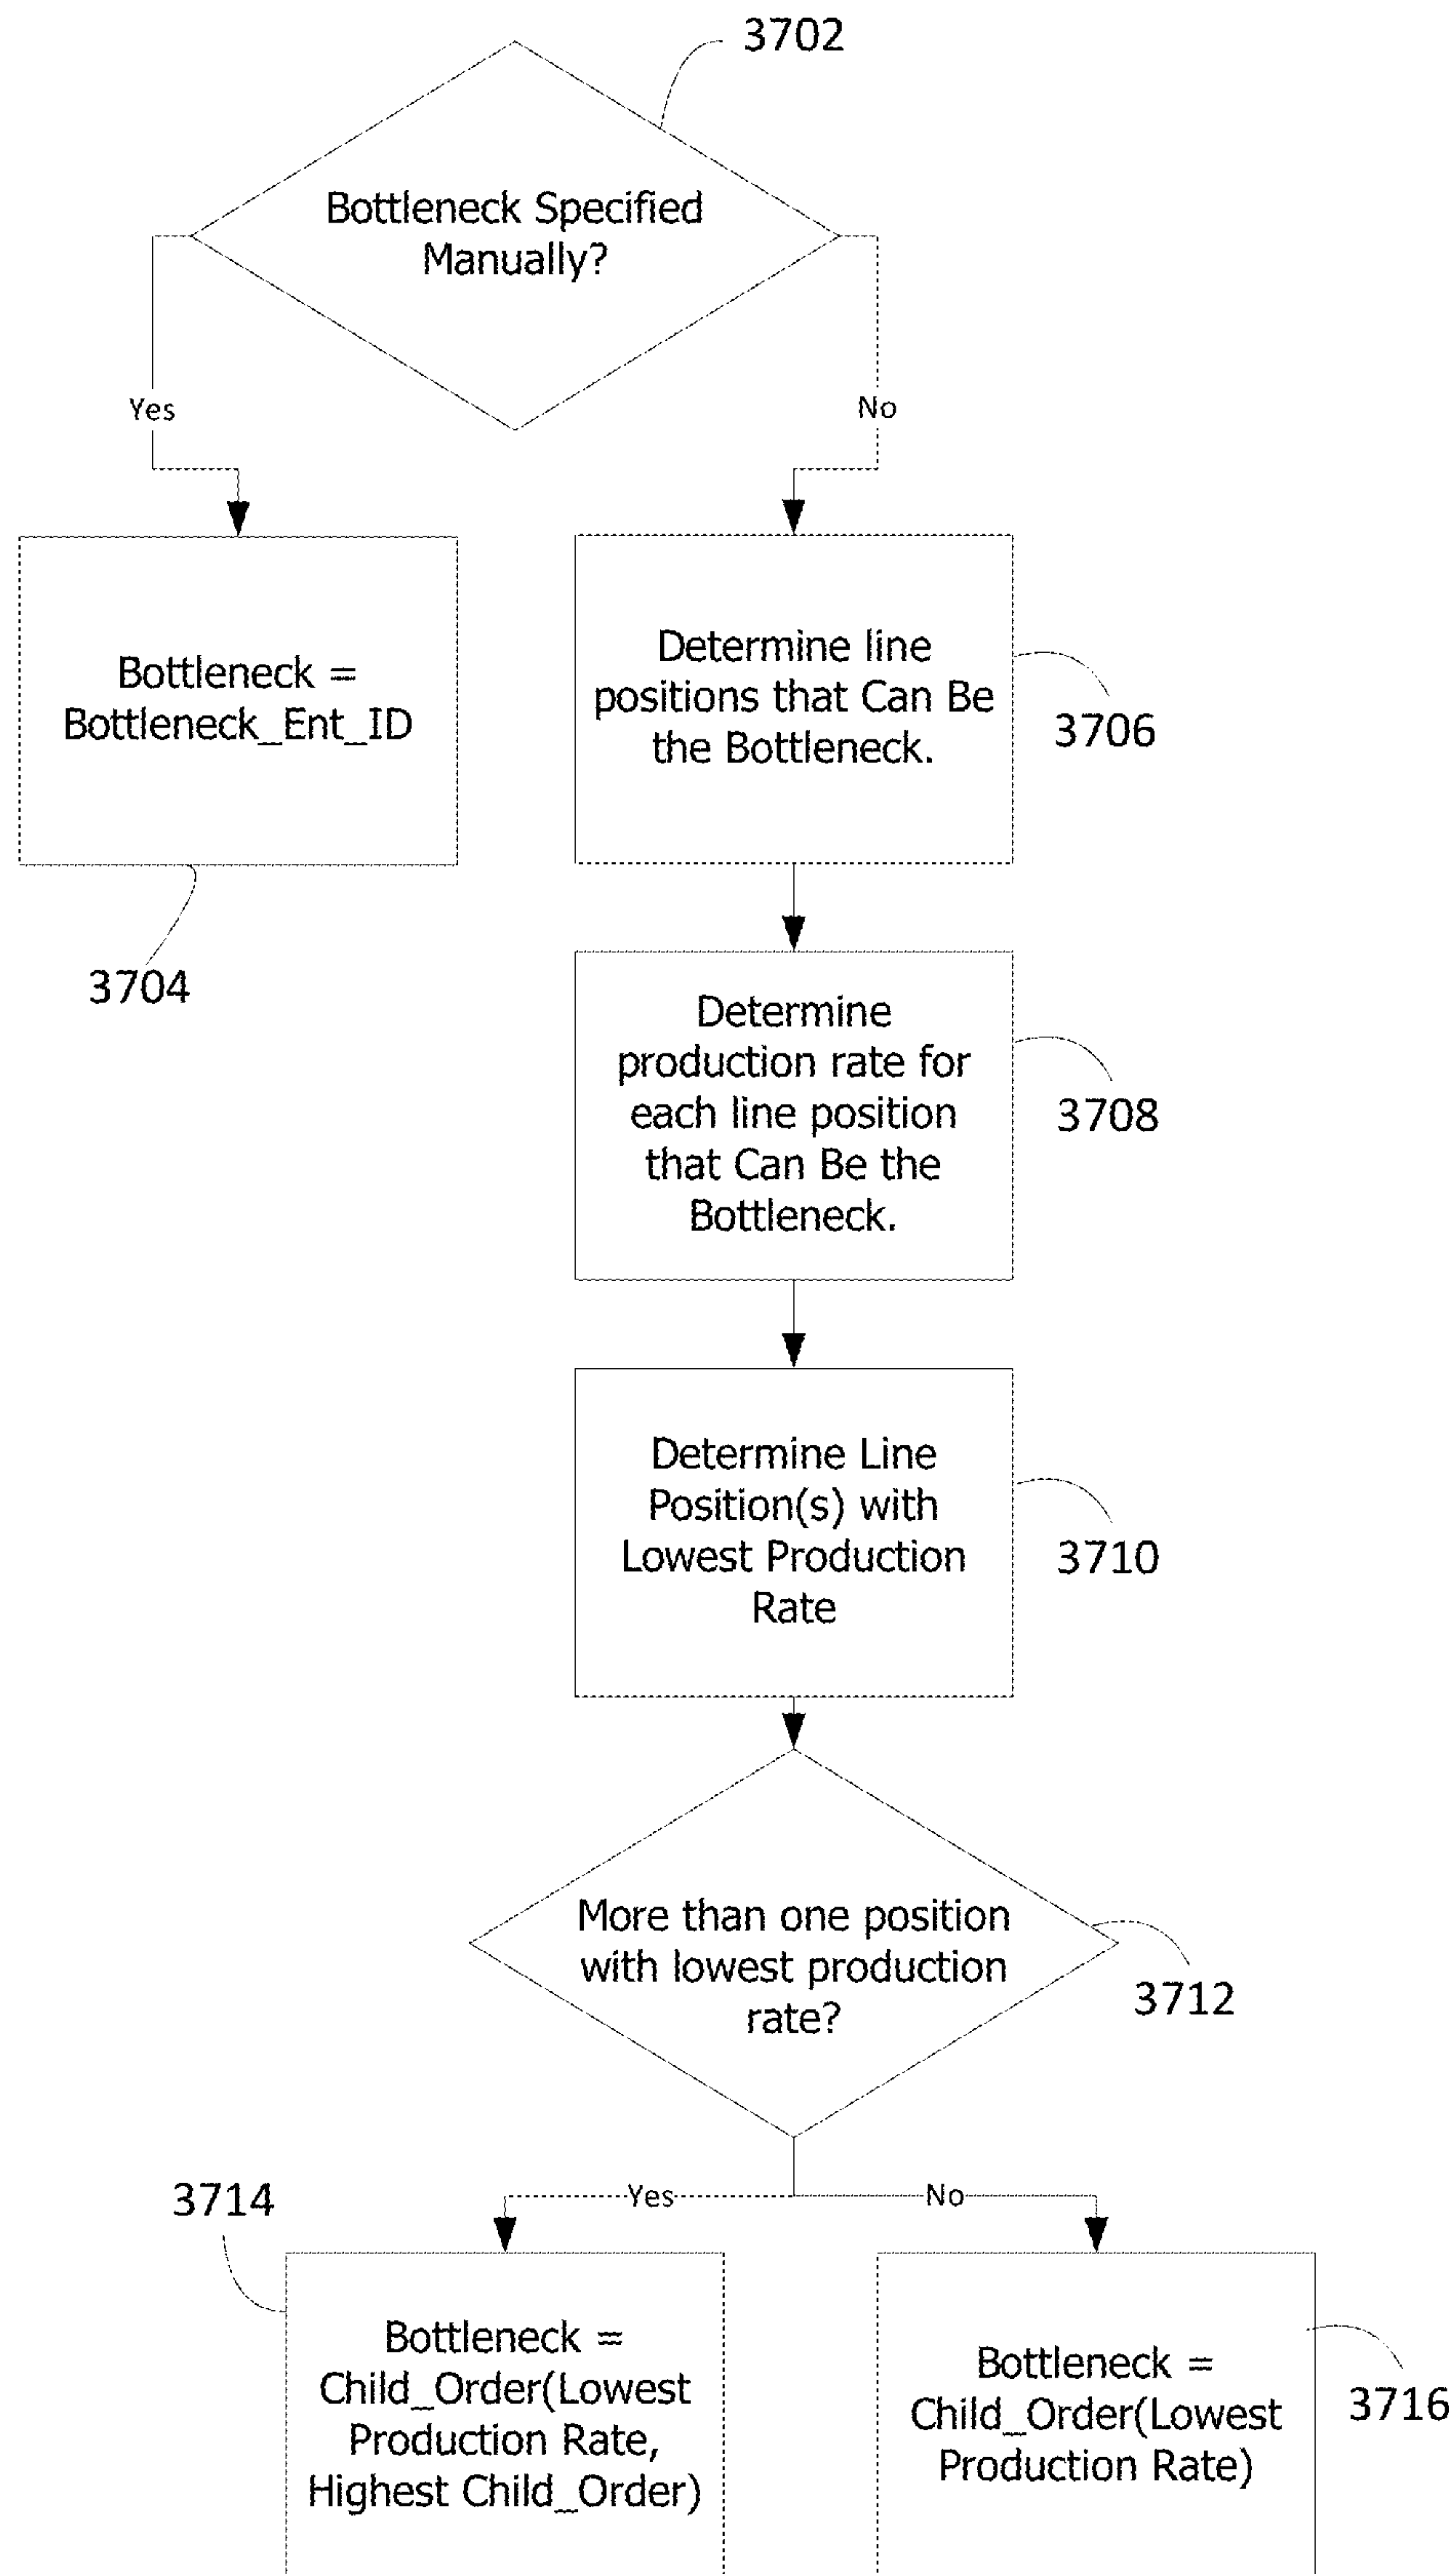 3702
Bottleneck Specified
Manually?
Yes
No
Bottleneck =
Bottleneck_Ent_ID
3704
Determine line
positions that Can Be
the Bottleneck.
3706
Determine
production rate for
each line position
that Can Be the
Bottleneck.
3708
Determine Line
Position(s) with
Lowest Production
Rate
3710
More than one position
with lowest production
rate?
3712
Yes
No
3714
Bottleneck =
Child_Order(Lowest
Production Rate,
Highest Child_Order)
Bottleneck =
Child_Order(Lowest
Production Rate)
3716